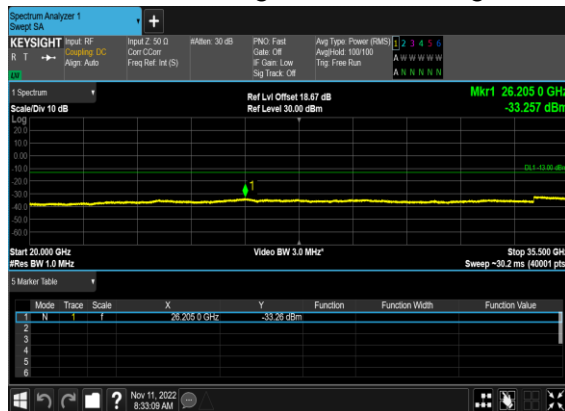 Spectrum Analyzer 1
Swept SA
+
KEYSIGHT Input: RF Input Z: 50 Ω #Atten: 30 dB PNO: Fast Avg Type: Power (RMS) 1 2 3 4 5 6
R T Coupling: DC Corr CCorr Gate: Off Avg|Hold: 100/100 A W W W W W
Align: Auto Freq Ref: Int (S) IF Gain: Low Trig: Free Run
LW Sig Track: Off A N N N N N
1 Spectrum Ref Lvl Offset 18.67 dB Mkr1 26.205 0 GHz
Scale/Div 10 dB Ref Level 30.00 dBm -33.257 dBm
Log
20.0
10.0
0.00
-10.0 DL1 -13.00 dBm
-20.0
-30.0 1
-40.0
-50.0
-60.0
Start 20.000 GHz Video BW 3.0 MHz* Stop 35.500 GHz
#Res BW 1.0 MHz Sweep ~30.2 ms (40001 pts)
5 Marker Table
Mode Trace Scale X Y Function Function Width Function Value
1 N 1 f 26.205 0 GHz -33.26 dBm
2
3
4
5
6
? Nov 11, 2022
8:33:09 AM